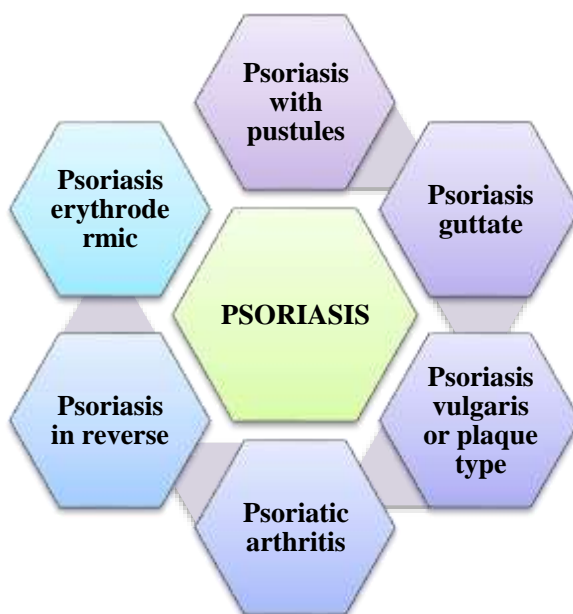 Psoriasis
with
pustules
Psoriasis
guttate
Psoriasis
vulgaris
or plaque
type
Psoriatic
arthritis
Psoriasis
in reverse
Psoriasis
erythrode
rmic
PSORIASIS